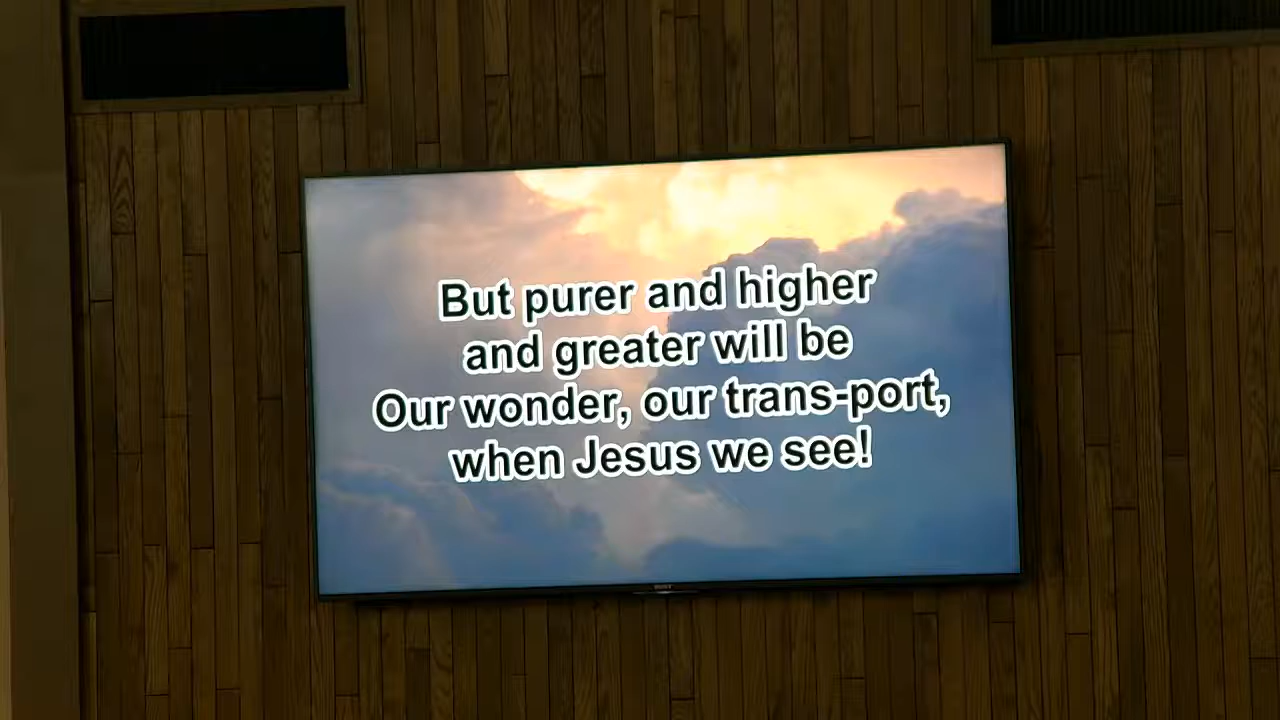 But purer and higher
and greater will be
Our wonder, our trans-port,
when Jesus we see!